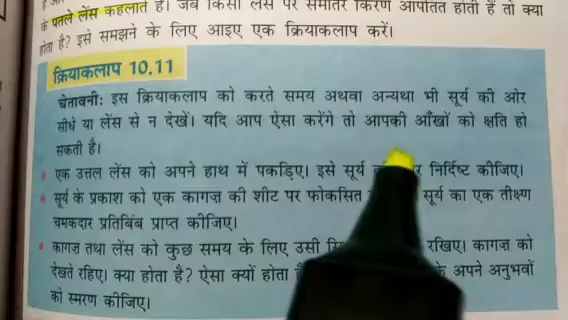 के पतले लेंस कहलाते हैं। जब किसी लेंस पर समांतर किरणें आपतित होती हैं तो क्या
होता है? इसे समझने के लिए आइए एक क्रियाकलाप करें।
क्रियाकलाप 10.11
चेतावनी: इस क्रियाकलाप को करते समय अथवा अन्यथा भी सूर्य की ओर
सीधे या लेंस से न देखें। यदि आप ऐसा करेंगे तो आपकी आँखों को क्षति हो
सकती है।
एक उत्तल लेंस को अपने हाथ में पकड़िए। इसे सूर्य निर्दिष्ट कीजिए।
सूर्य के प्रकाश को एक कागज़ की शीट पर फोकसित सूर्य का एक तीक्ष्ण
चमकदार प्रतिबिंब प्राप्त कीजिए।
कागज़ तथा लेंस को कुछ समय के लिए उसी रखिए। कागज़ को
देखते रहिए। क्या होता है? ऐसा क्यों होता के अपने अनुभवों
को स्मरण कीजिए।